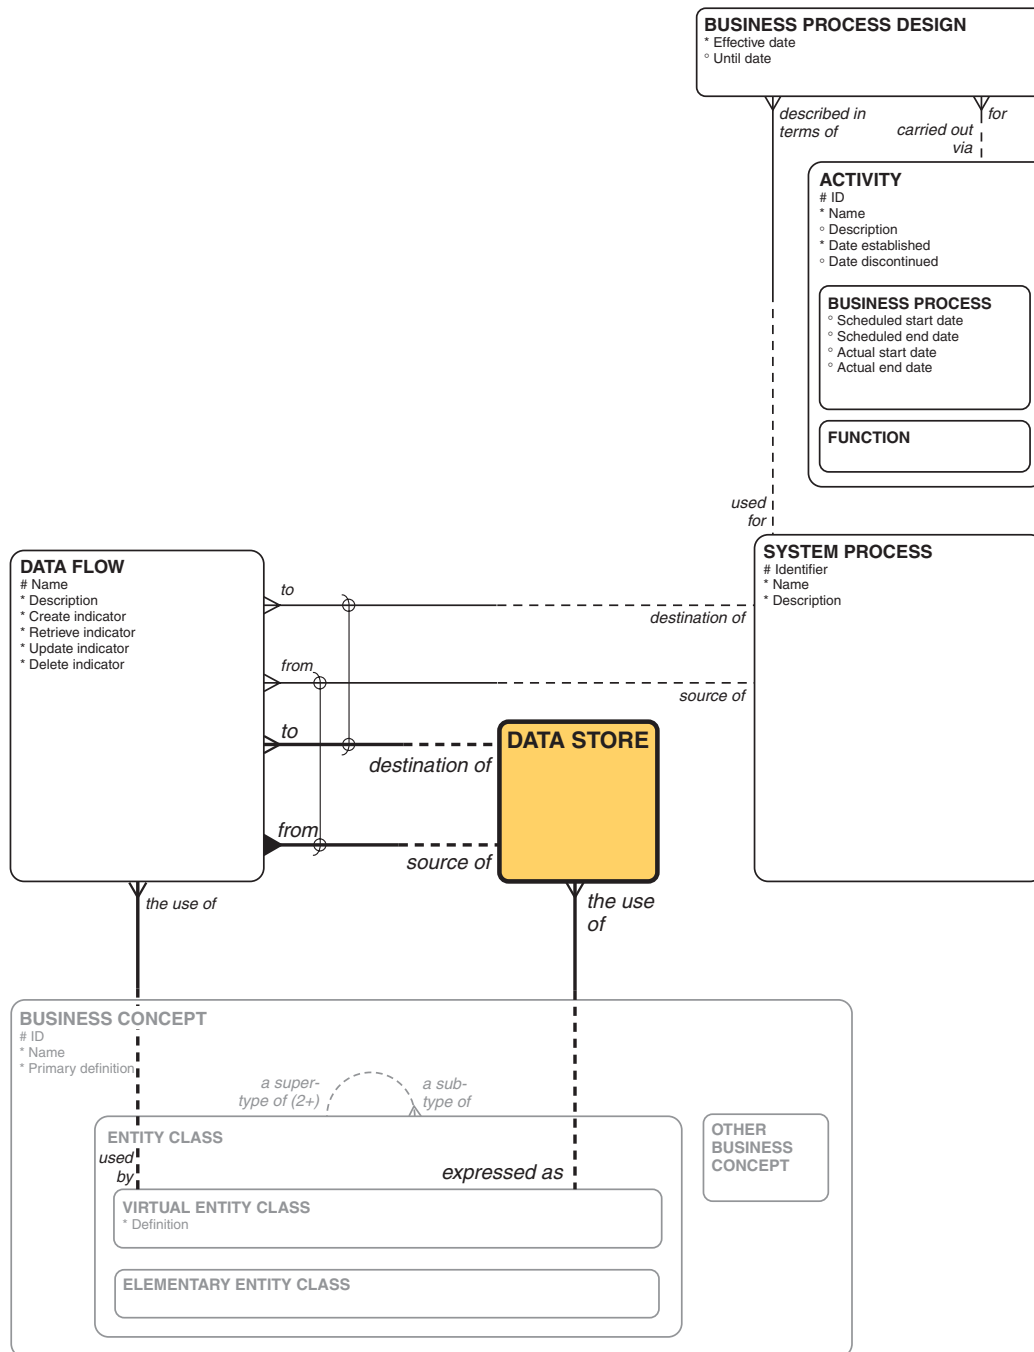 BUSINESS PROCESS DESIGN
* Effective date
° Until date
described in
terms of
for
carried out
via
ACTIVITY
# ID
* Name
° Description
* Date established
° Date discontinued
BUSINESS PROCESS
° Scheduled start date
° Scheduled end date
° Actual start date
° Actual end date
FUNCTION
used
for
DATA FLOW
# Name
* Description
* Create indicator
* Retrieve indicator
* Update indicator
* Delete indicator
SYSTEM PROCESS
# Identifier
* Name
* Description
to
destination of
from
source of
to
destination of
DATA STORE
from
source of
the use of
the use
of
BUSINESS CONCEPT
# ID
* Name
* Primary definition
a super-
type of (2+)
a sub-
type of
ENTITY CLASS
used
by
expressed as
OTHER
BUSINESS
CONCEPT
VIRTUAL ENTITY CLASS
* Definition
ELEMENTARY ENTITY CLASS